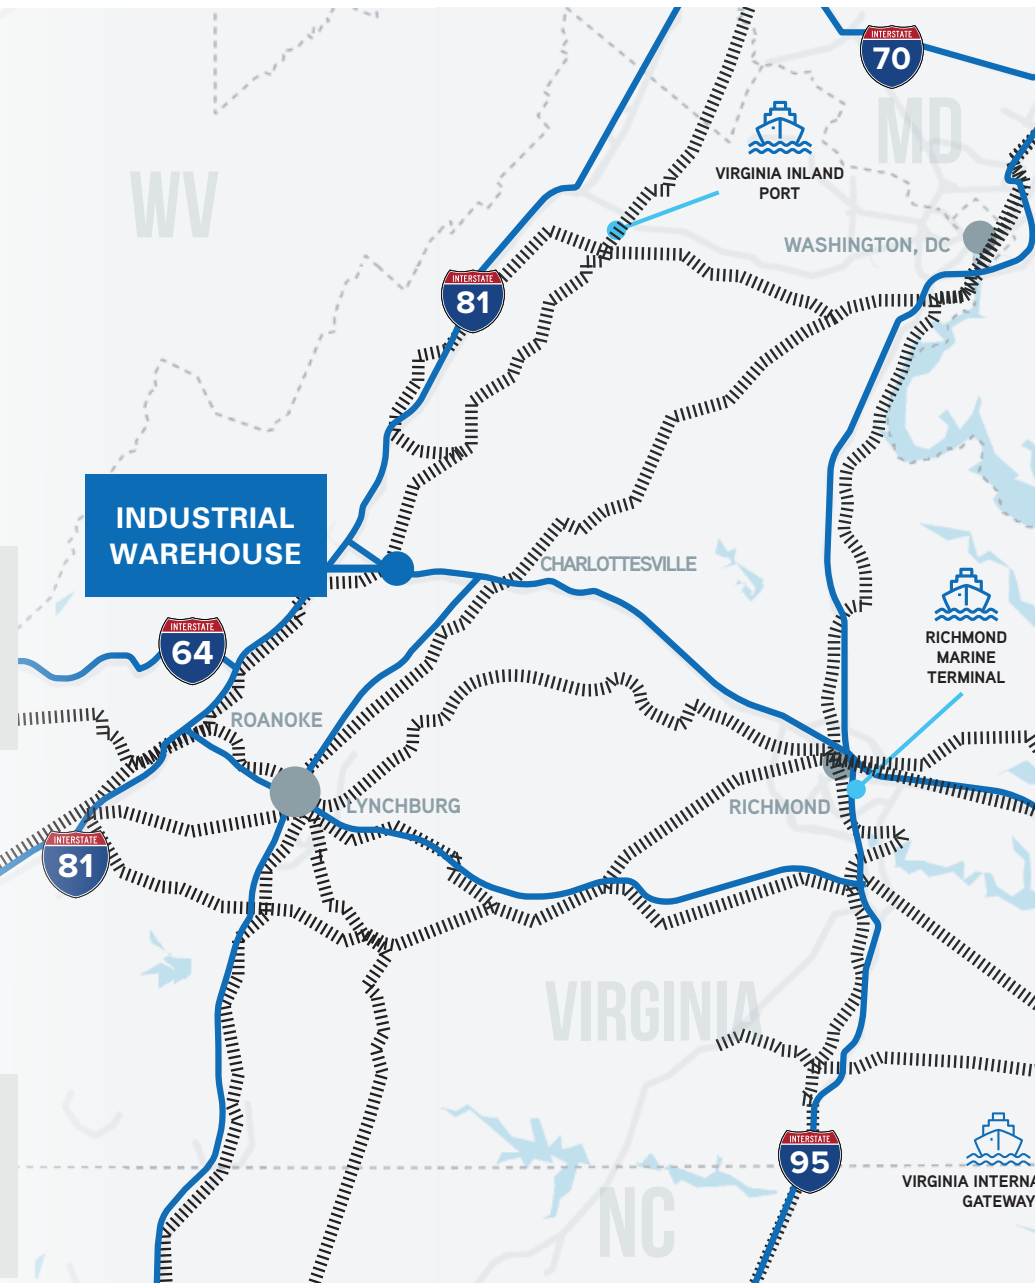 INTERSTATE
70
MD
VIRGINIA INLAND
PORT
WV
WASHINGTON, DC
INTERSTATE
81
INDUSTRIAL
WAREHOUSE
CHARLOTTESVILLE
INTERSTATE
64
RICHMOND
MARINE
TERMINAL
ROANOKE
LYNCHBURG
RICHMOND
INTERSTATE
81
VIRGINIA
INTERSTATE
95
VIRGINIA INTERNA
GATEWAY
NC